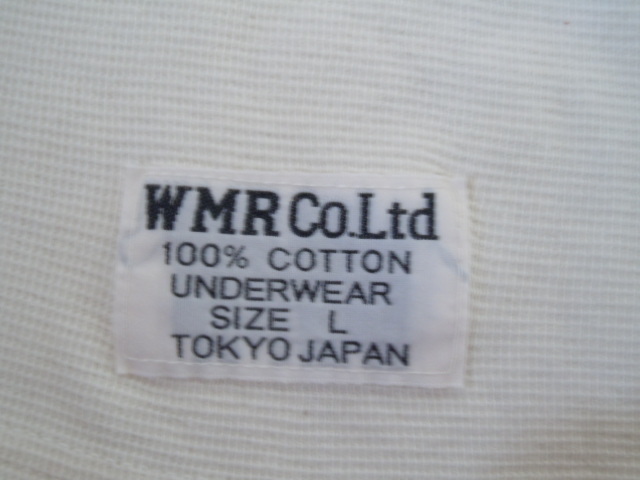 WMR Co.Ltd
100% COTTON
UNDERWEAR
SIZE L
TOKYO JAPAN